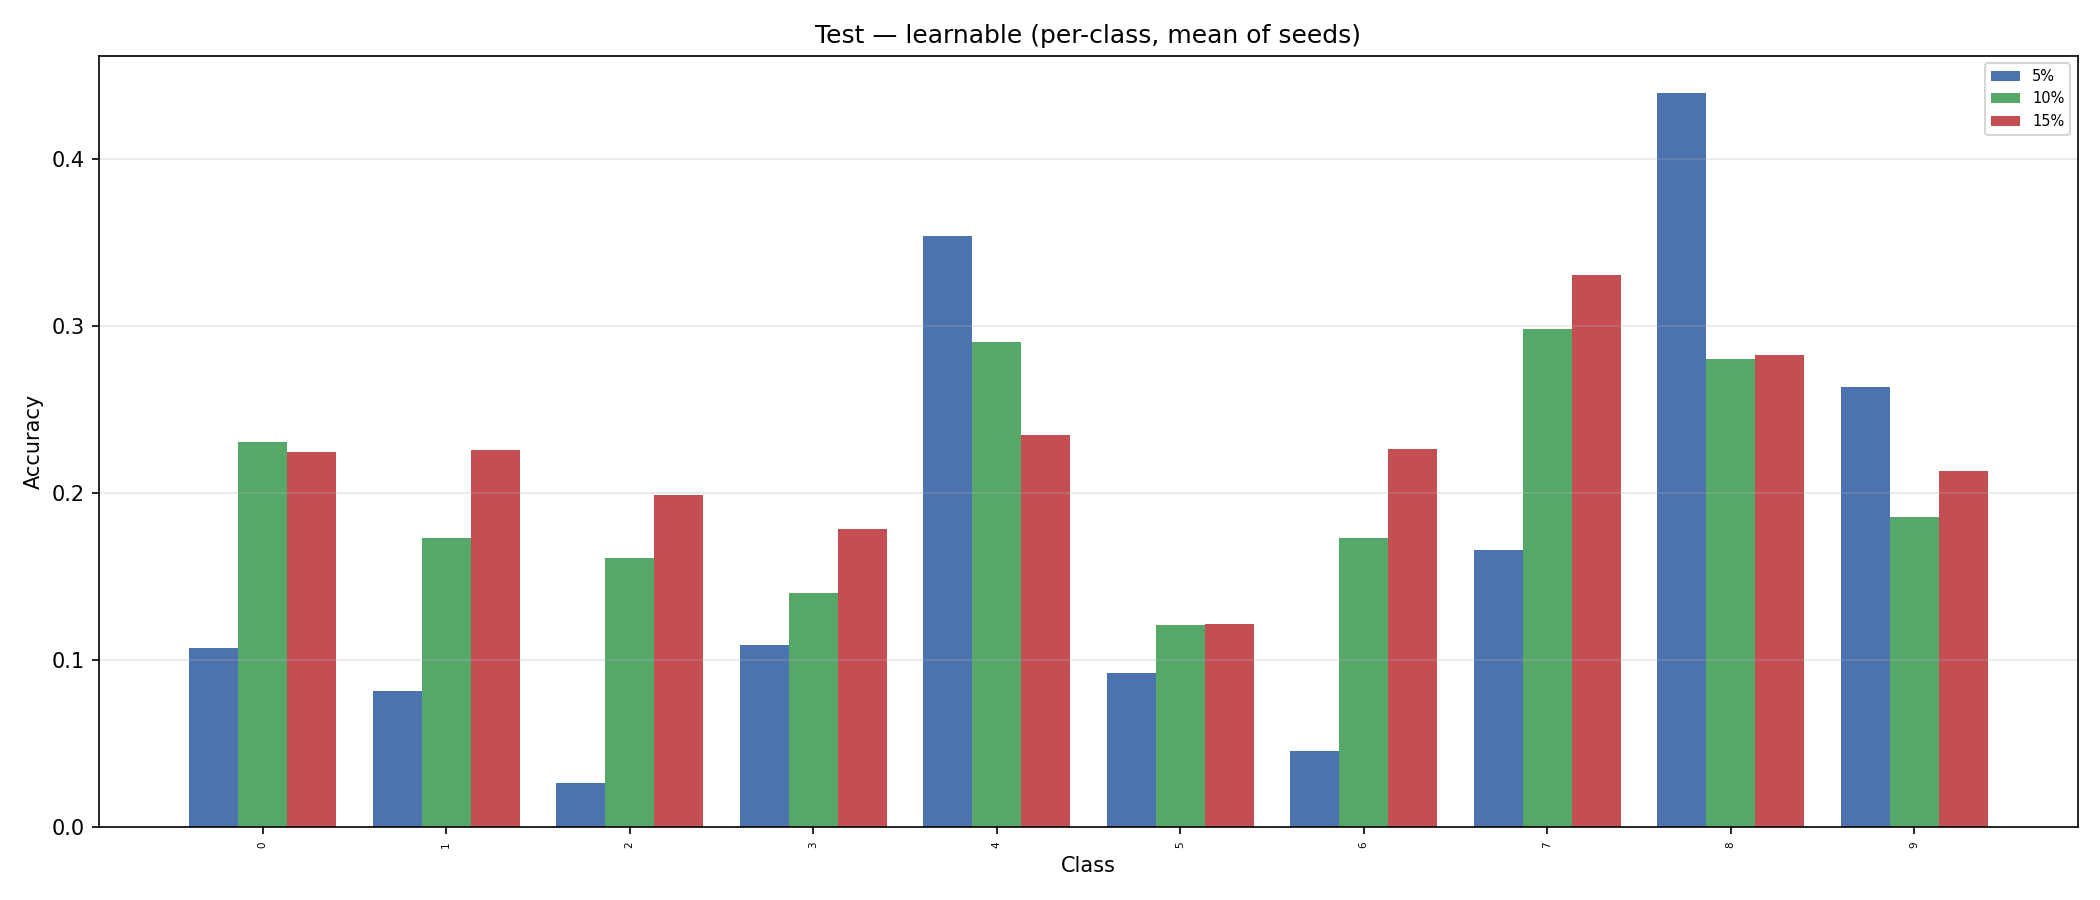 Test — learnable (per-class, mean of seeds)
5%
10%
15%
Accuracy
0.4
0.3
0.2
0.1
0.0
0 1 2 3 4 5 6 7 8 9
Class